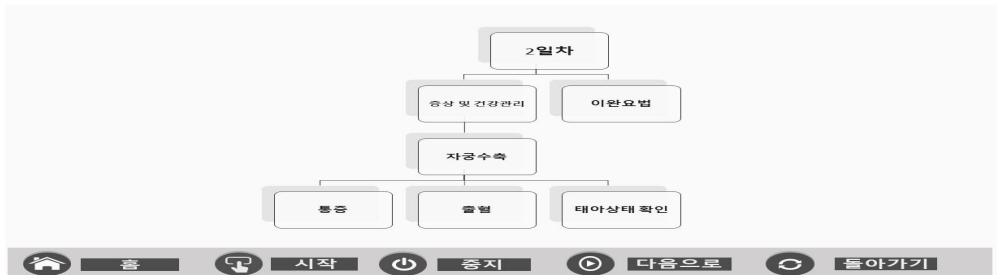 2일차
증상 및 건강관리
이완요법
자궁수축
통증
출혈
태아상태 확인
홈
시작
중지
다음으로
돌아가기